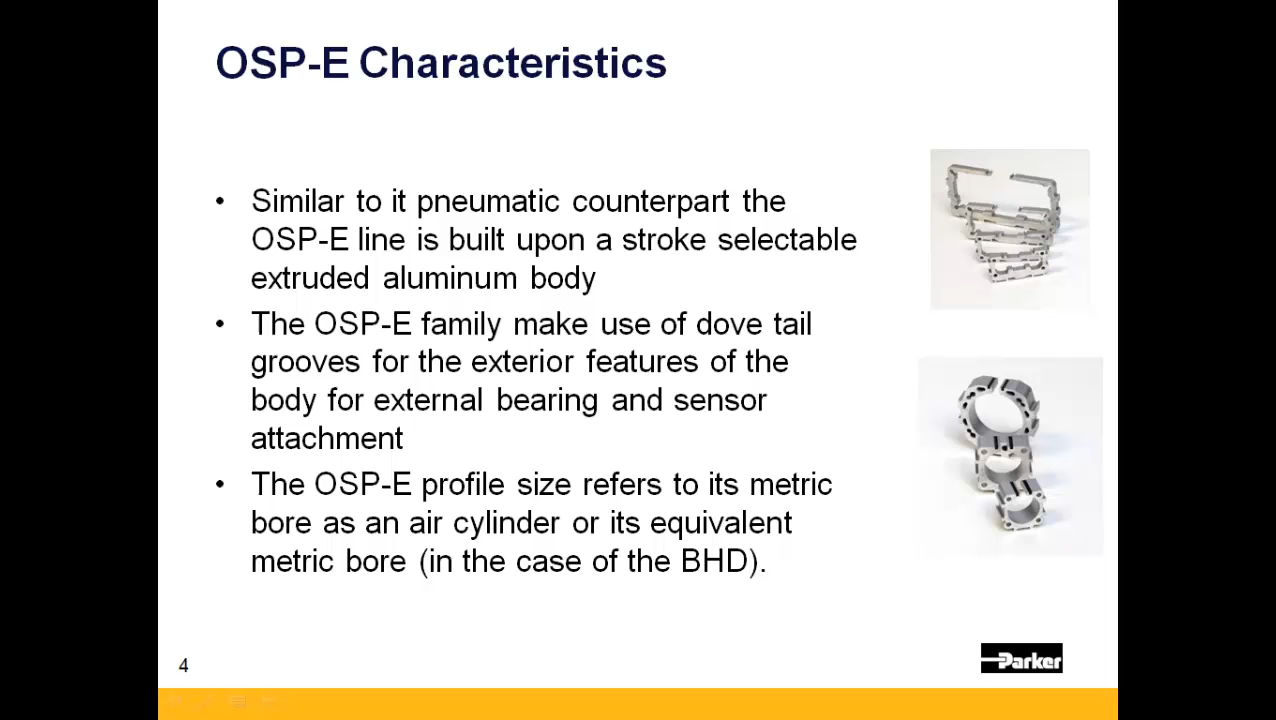 OSP-E Characteristics
• Similar to it pneumatic counterpart the
OSP-E line is built upon a stroke selectable
extruded aluminum body
• The OSP-E family make use of dove tail
grooves for the exterior features of the
body for external bearing and sensor
attachment
• The OSP-E profile size refers to its metric
bore as an air cylinder or its equivalent
metric bore (in the case of the BHD).
4
Parker